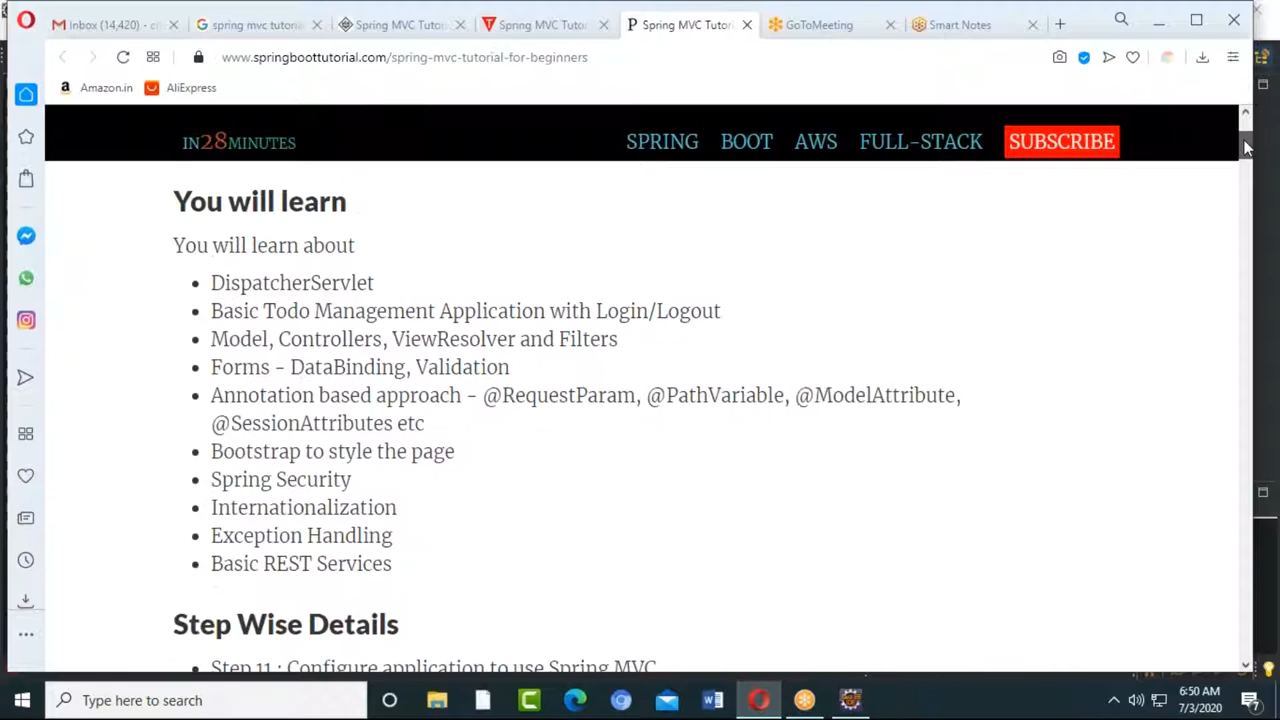 Inbox (14,420) - c
spring mvc tutoria
Spring MVC Tutor
Spring MVC Tutor
Spring MVC Tutor
GoToMeeting
Smart Notes
www.springboottutorial.com/spring-mvc-tutorial-for-beginners
Amazon.in
AliExpress
IN28MINUTES
SPRING
BOOT
AWS
FULL-STACK
SUBSCRIBE
You will learn
You will learn about
• DispatcherServlet
• Basic Todo Management Application with Login/Logout
• Model, Controllers, ViewResolver and Filters
• Forms - DataBinding, Validation
• Annotation based approach - @RequestParam, @PathVariable, @ModelAttribute,
@SessionAttributes etc
• Bootstrap to style the page
• Spring Security
• Internationalization
• Exception Handling
• Basic REST Services
Step Wise Details
• Step 11 : Configure application to use Spring MVC
Type here to search
6:50 AM
7/3/2020
7